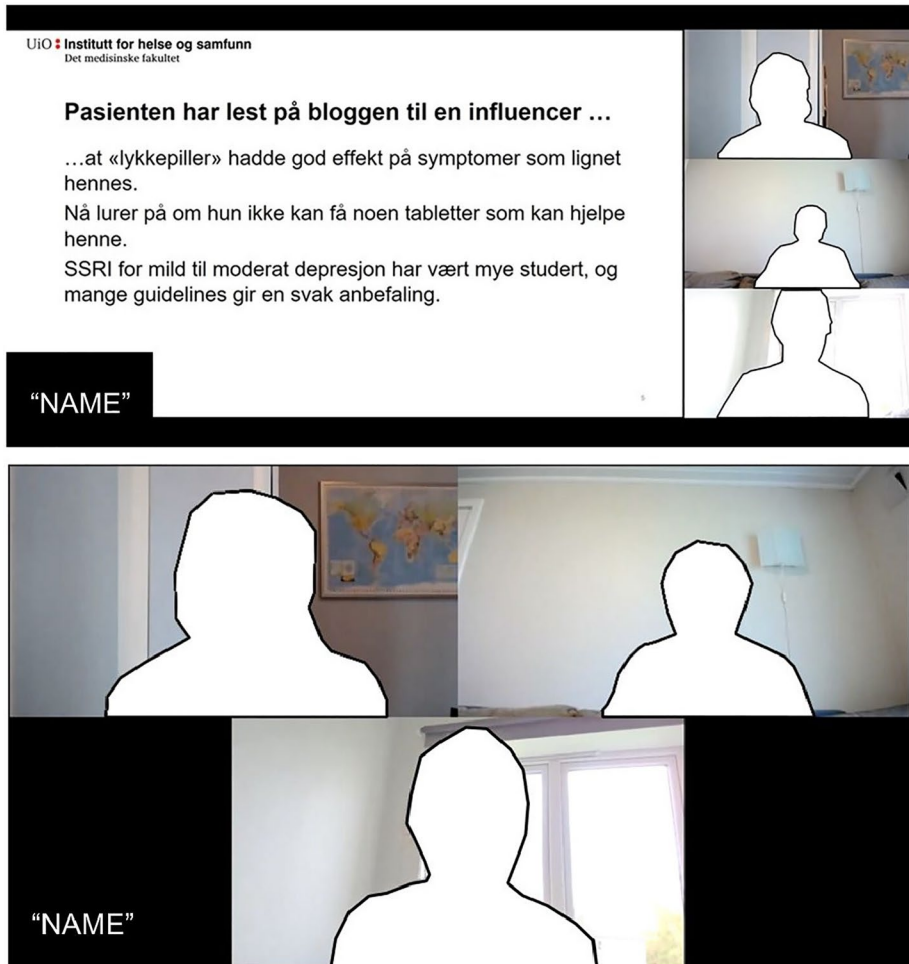 UiO Institutt for helse og samfunn
Det medisinske fakultet
Pasienten har lest på bloggen til en influencer …
…at «lykkepiller» hadde god effekt på symptomer som lignet
hennes.
Nå lurer på om hun ikke kan få noen tabletter som kan hjelpe
henne.
SSRI for mild til moderat depresjon har vært mye studert, og
mange guidelines gir en svak anbefaling.
“NAME”
“NAME”